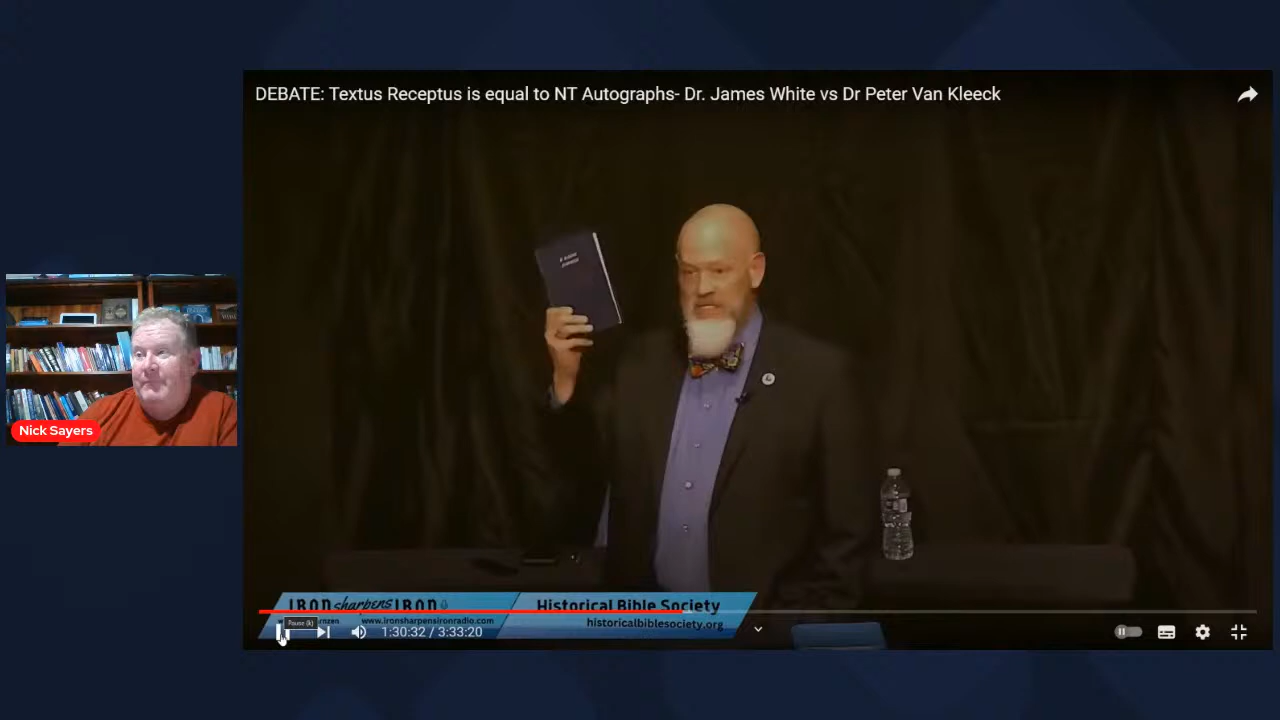 DEBATE: Textus Receptus is equal to NT Autographs- Dr. James White vs Dr Peter Van Kleeck
Nick Sayers
IRON sharpens IRON
www.ironsharpensironradio.com
Historical Bible Society
historicalbiblesociety.org
Pause (k)
1:30:32 / 3:33:20